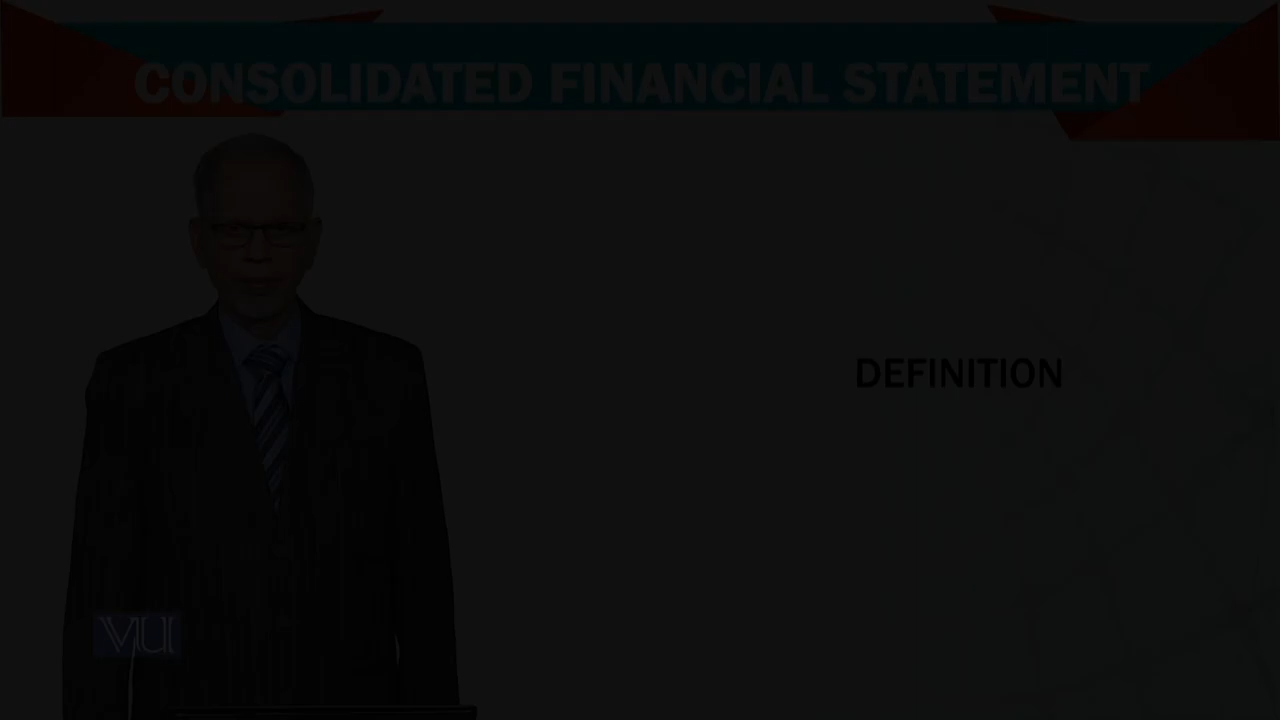 CONSOLIDATED FINANCIAL STATEMENT
DEFINITION
VU